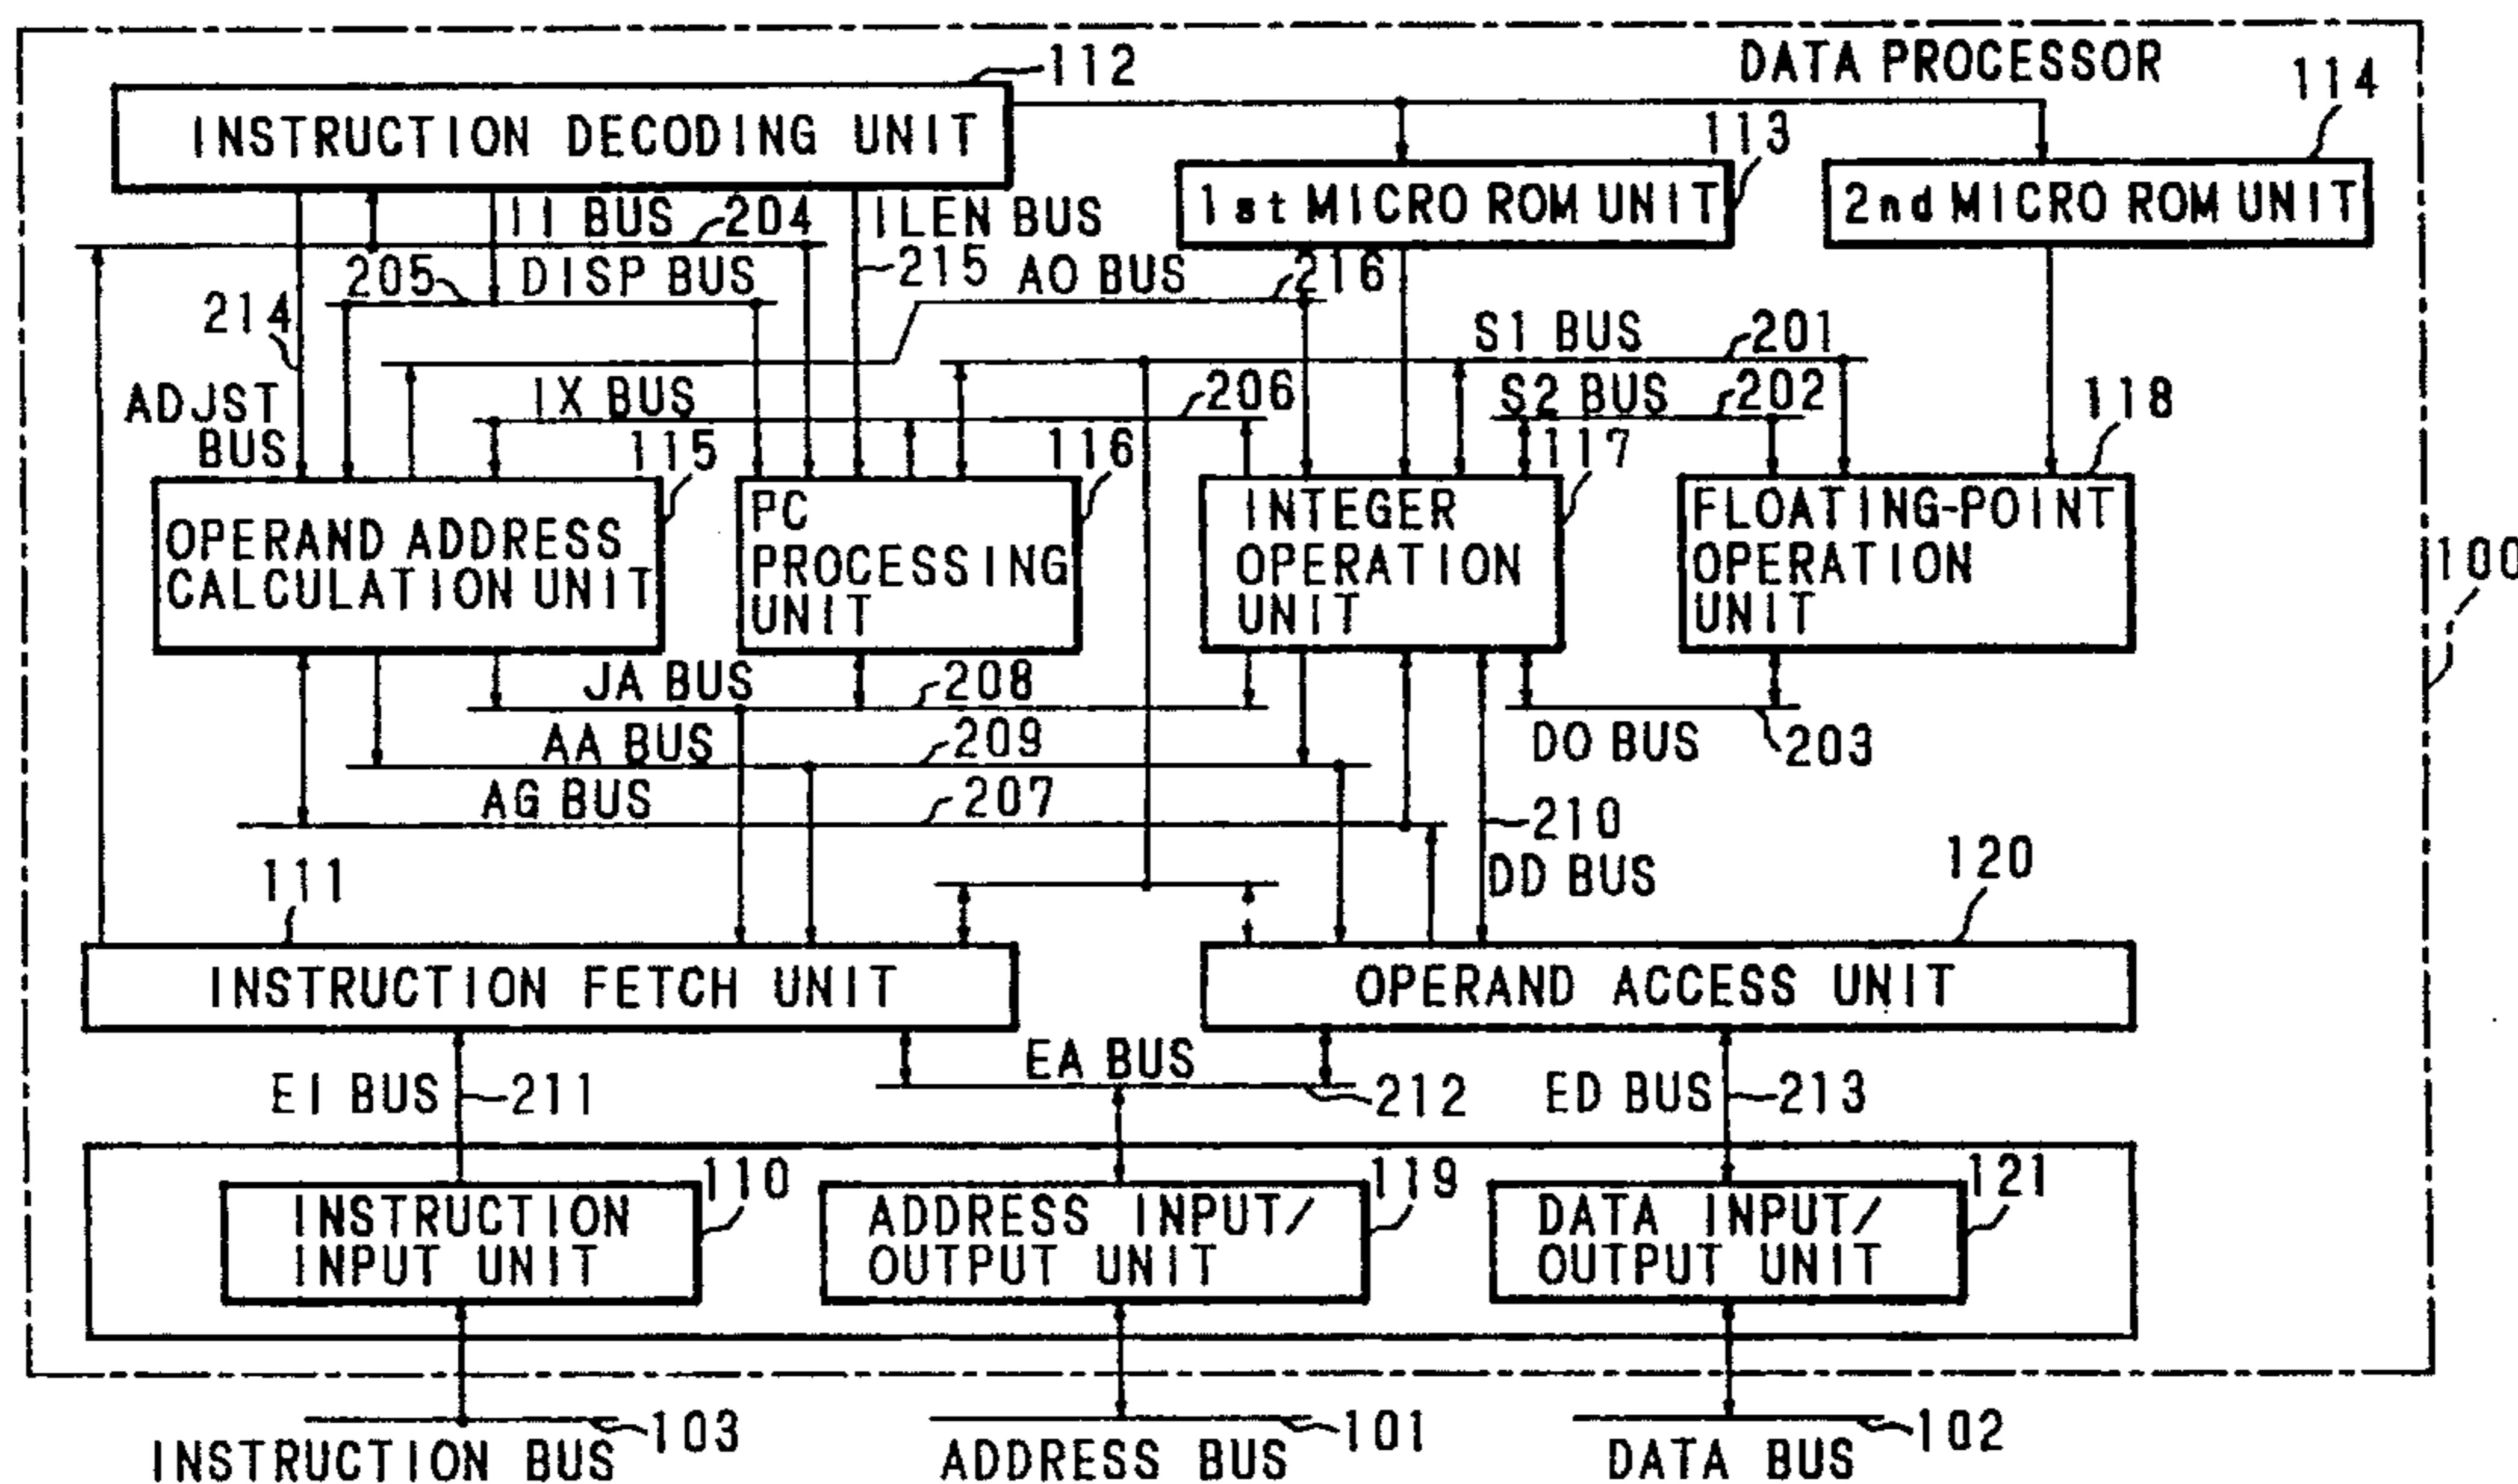 DATA PROCESSOR
112
114
INSTRUCTION DECODING UNIT
113
1st MICRO ROM UNIT
2nd MICRO ROM UNIT
II BUS
204
ILEN BUS
205
DISP BUS
215
AO BUS
216
214
S1 BUS
201
ADJST
BUS
IX BUS
206
S2 BUS
202
118
115
116
117
OPERAND ADDRESS
CALCULATION UNIT
PC
PROCESSING
UNIT
INTEGER
OPERATION
UNIT
FLOATING-POINT
OPERATION
UNIT
100
JA BUS
208
AA BUS
209
DO BUS
203
AG BUS
207
210
DD BUS
111
120
INSTRUCTION FETCH UNIT
OPERAND ACCESS UNIT
EI BUS
211
EA BUS
212
ED BUS
213
110
119
121
INSTRUCTION
INPUT UNIT
ADDRESS INPUT/
OUTPUT UNIT
DATA INPUT/
OUTPUT UNIT
103
101
102
INSTRUCTION BUS
ADDRESS BUS
DATA BUS